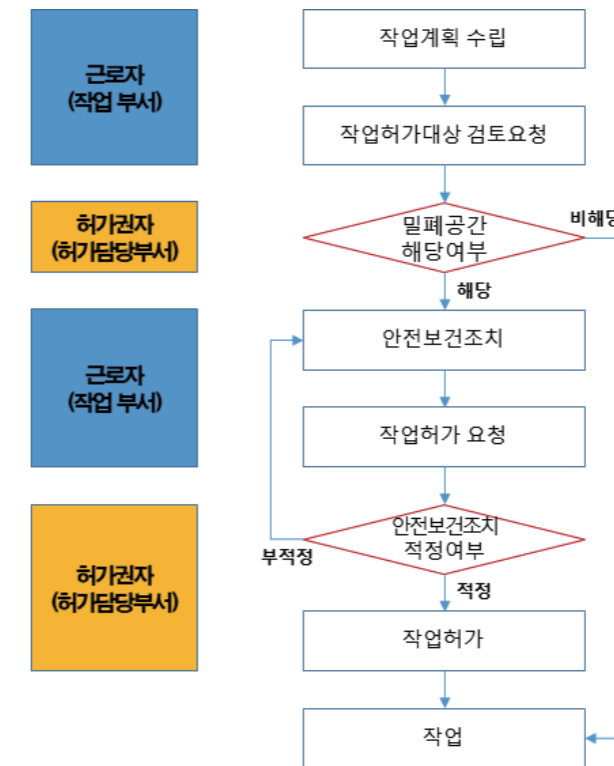 근로자
(작업 부서)
작업계획 수립
작업허가대상 검토요청
허가권자
(허가담당부서)
밀폐공간
해당여부
비해당
해당
근로자
(작업 부서)
안전보건조치
작업허가 요청
허가권자
(허가담당부서)
안전보건조치
적정여부
부적정
적정
작업허가
작업